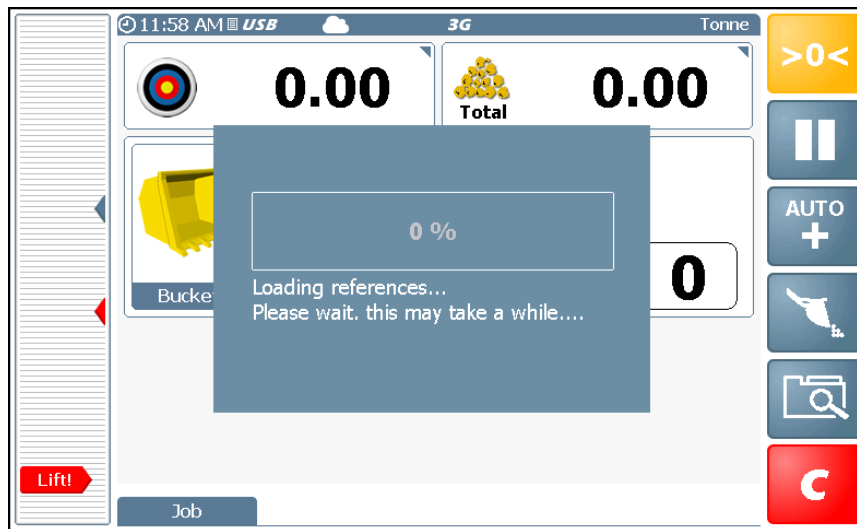 11:58 AM USB 3G Tonne
0.00
Total
0.00
>0<
AUTO
+
0 %
Loading references...
Please wait. this may take a while....
Bucke
0
Lift!
C
Job